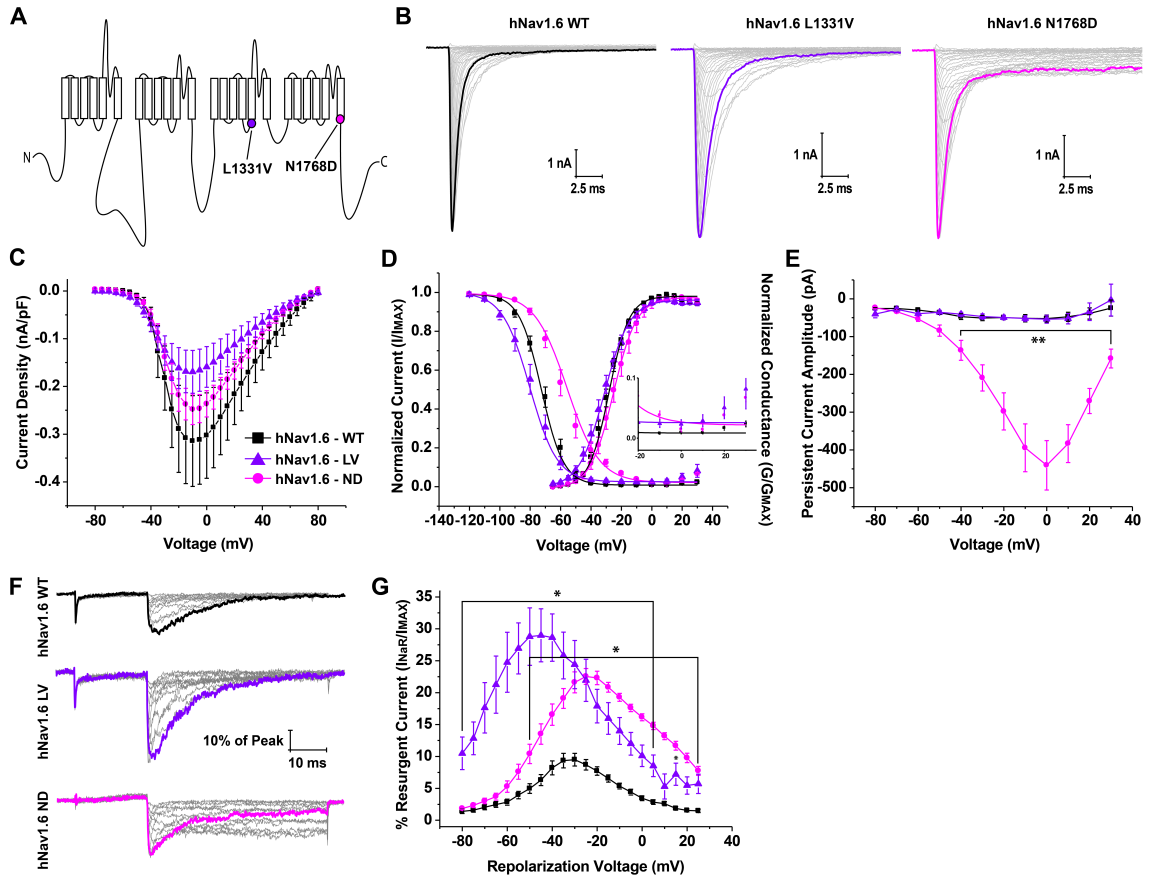 A
N
C
L1331V
N1768D
B
hNav1.6 WT
hNav1.6 L1331V
hNav1.6 N1768D
1 nA
2.5 ms
1 nA
2.5 ms
1 nA
2.5 ms
C
0.0
-0.1
-0.2
-0.3
-0.4
-80
-40
0
40
80
Current Density (nA/pF)
Voltage (mV)
hNav1.6 - WT
hNav1.6 - LV
hNav1.6 - ND
D
1.0
0.8
0.6
0.4
0.2
0.0
-140
-120
-100
-80
-60
-40
-20
0
20
40
Normalized Current (I/IMAX)
Normalized Conductance (G/GMAX)
Voltage (mV)
0.1
0.0
-20
0
20
E
0
-100
-200
-300
-400
-500
-80
-40
0
40
Persistent Current Amplitude (pA)
Voltage (mV)
**
F
hNav1.6 WT
hNav1.6 LV
hNav1.6 ND
10% of Peak
10 ms
G
35
30
25
20
15
10
5
0
-80
-60
-40
-20
0
20
40
% Resurgent Current (INaR/IMAX)
Repolarization Voltage (mV)
*
*
*